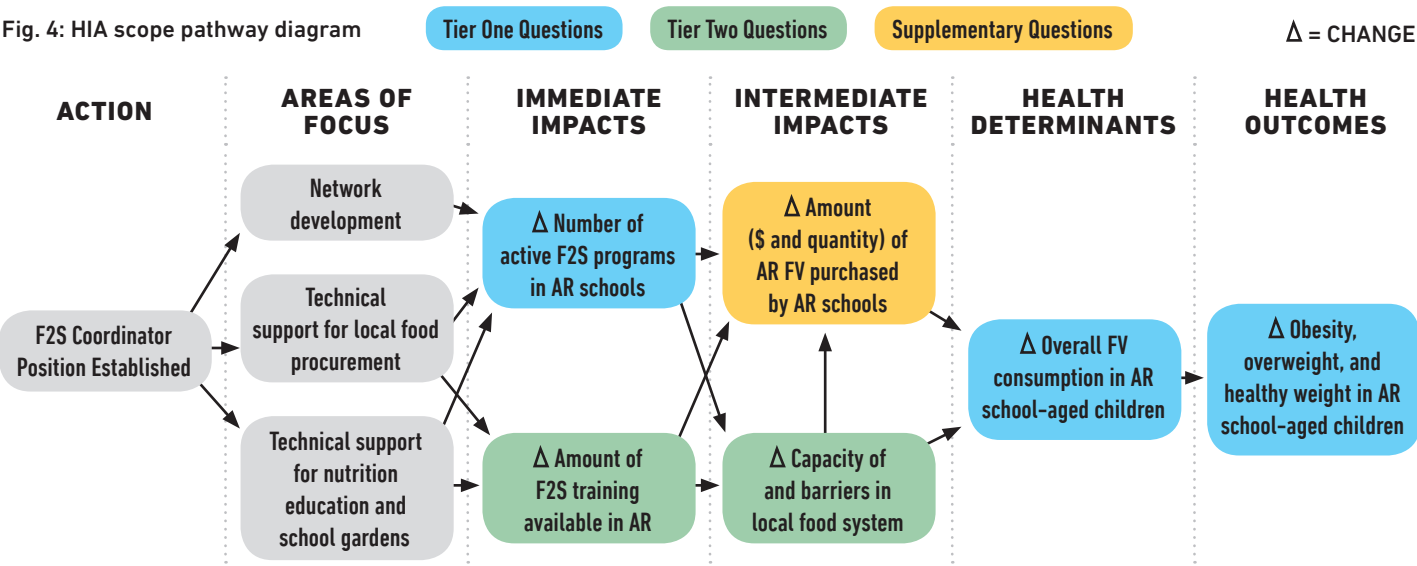 Fig. 4: HIA scope pathway diagram
Tier One Questions
Tier Two Questions
Supplementary Questions
Δ = CHANGE
ACTION
AREAS OF
FOCUS
IMMEDIATE
IMPACTS
INTERMEDIATE
IMPACTS
HEALTH
DETERMINANTS
HEALTH
OUTCOMES
F2S Coordinator
Position Established
Network
development
Technical
support for local food
procurement
Technical support
for nutrition
education and
school gardens
Δ Number of
active F2S programs
in AR schools
Δ Amount of
F2S training
available in AR
Δ Amount
($ and quantity) of
AR FV purchased
by AR schools
Δ Capacity of
and barriers in
local food system
Δ Overall FV
consumption in AR
school-aged children
Δ Obesity,
overweight, and
healthy weight in AR
school-aged children